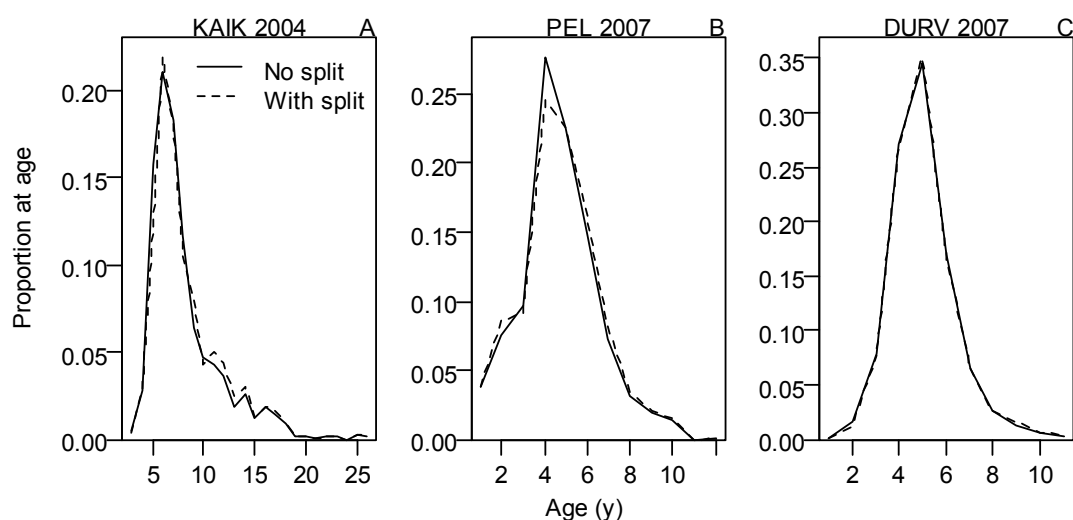 KAIK 2004 A
PEL 2007 B
DURV 2007 C
No split
With split
Proportion at age
0.20
0.15
0.10
0.05
0.00
5 10 15 20 25
0.25
0.20
0.15
0.10
0.05
0.00
2 4 6 8 10
0.35
0.30
0.25
0.20
0.15
0.10
0.05
0.00
2 4 6 8 10
Age (y)